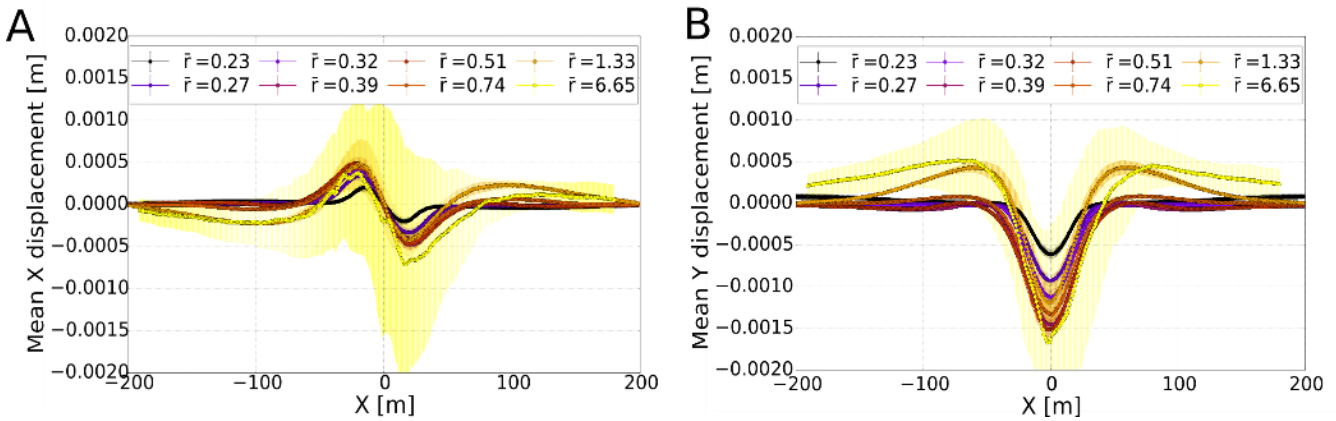 A
Mean X displacement [m]
0.0020
0.0015
0.0010
0.0005
0.0000
−0.0005
−0.0010
−0.0015
−0.0020
r̄ =0.23 r̄ =0.32 r̄ =0.51 r̄ =1.33
r̄ =0.27 r̄ =0.39 r̄ =0.74 r̄ =6.65
−200 −100 0 100 200
X [m]
B
Mean Y displacement [m]
0.0020
0.0015
0.0010
0.0005
0.0000
−0.0005
−0.0010
−0.0015
−0.0020
r̄ =0.23 r̄ =0.32 r̄ =0.51 r̄ =1.33
r̄ =0.27 r̄ =0.39 r̄ =0.74 r̄ =6.65
−200 −100 0 100 200
X [m]